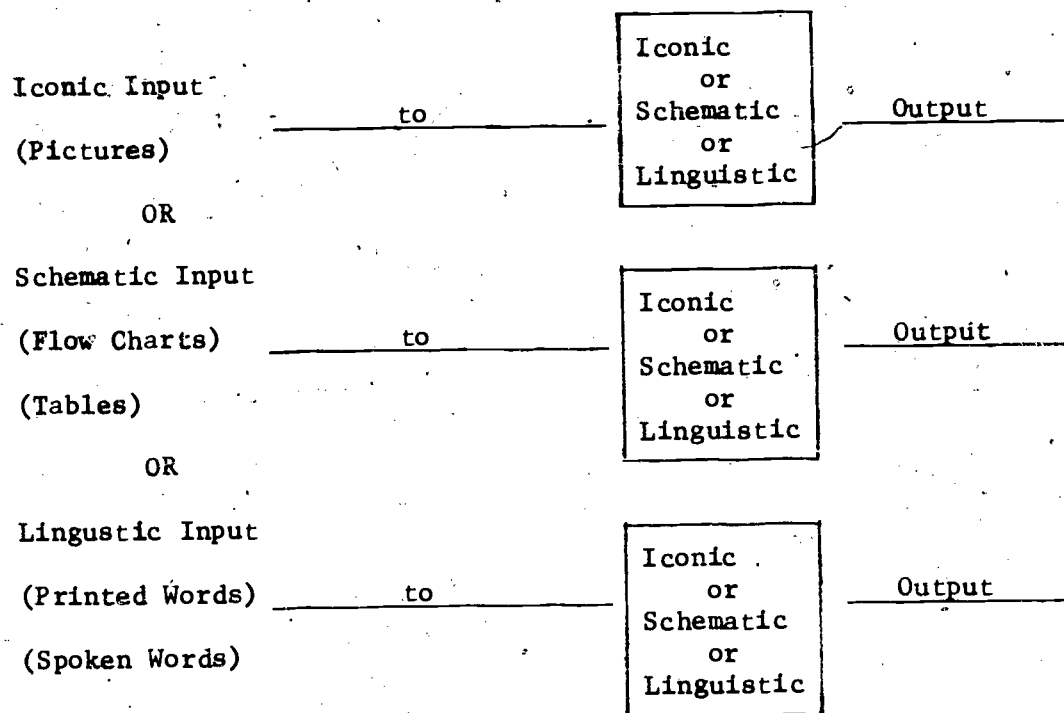 Iconic Input
(Pictures)
to
Iconic
or
Schematic
or
Linguistic
Output
OR
Schematic Input
(Flow Charts)
(Tables)
to
Iconic
or
Schematic
or
Linguistic
Output
OR
Lingustic Input
(Printed Words)
(Spoken Words)
to
Iconic
or
Schematic
or
Linguistic
Output